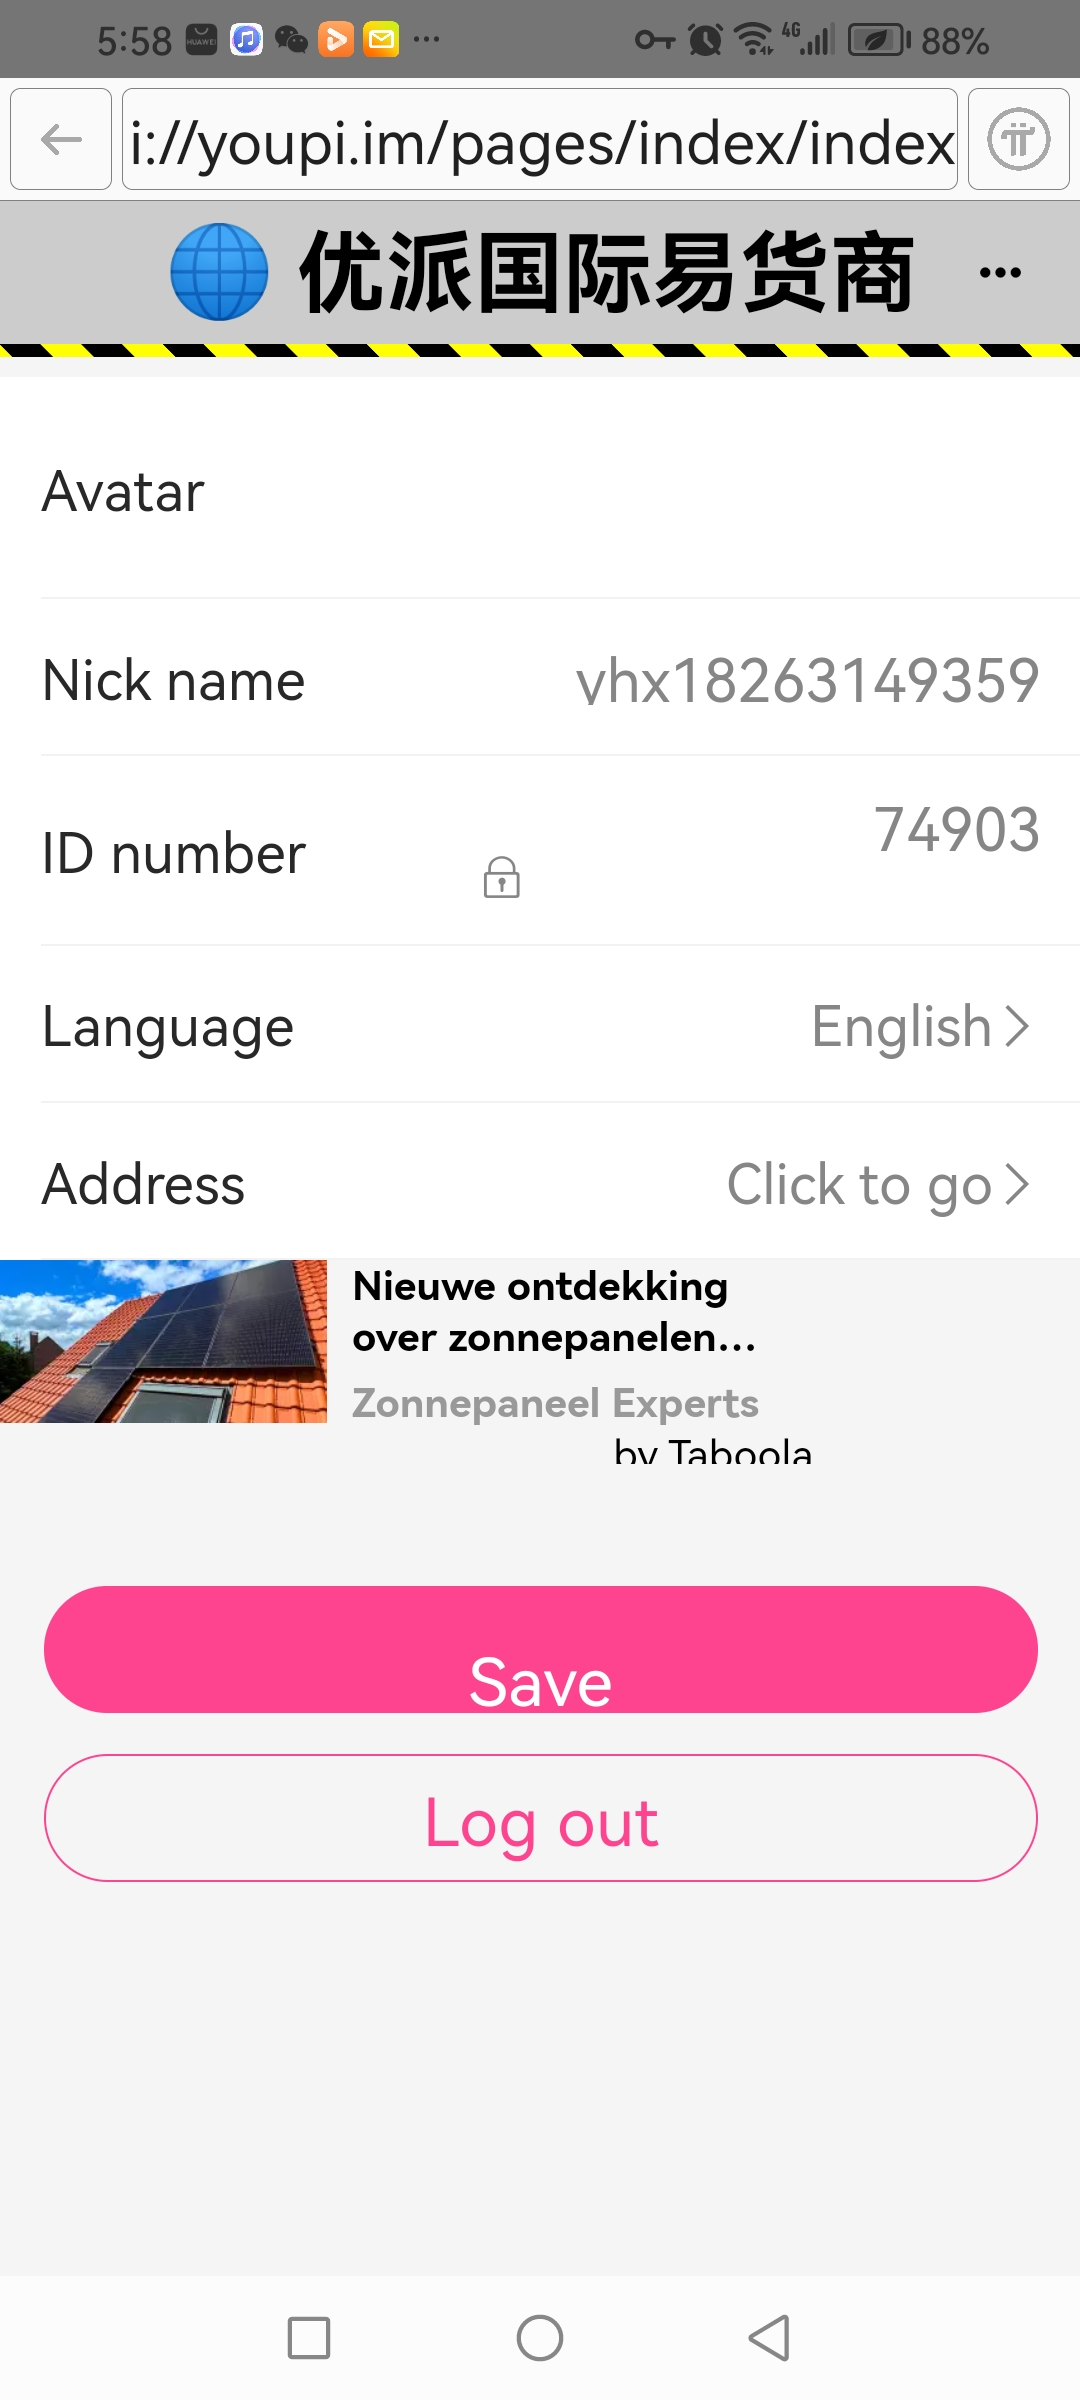 5:58
HUAWEI
4G
88%
i://youpi.im/pages/index/index
优派国际易货商
Avatar
Nick name
vhx18263149359
ID number
74903
Language
English
Address
Click to go
Nieuwe ontdekking
over zonnepanelen...
Zonnepaneel Experts
by Taboola
Save
Log out